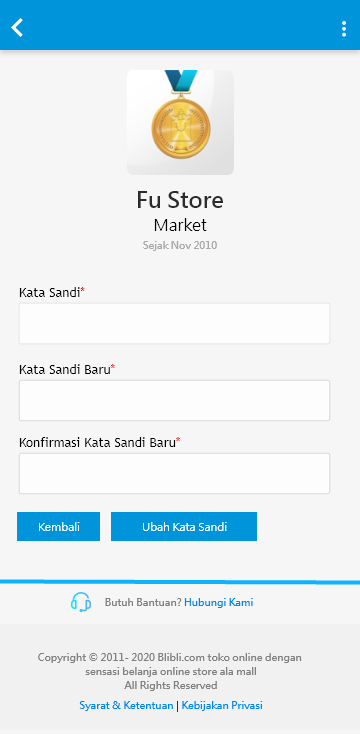 Fu Store
Market
Sejak Nov 2010
Kata Sandi*
Kata Sandi Baru*
Konfirmasi Kata Sandi Baru*
Kembali
Ubah Kata Sandi
Butuh Bantuan? Hubungi Kami
Copyright © 2011- 2020 Blibli.com toko online dengan
sensasi belanja online store ala mall
All Rights Reserved
Syarat & Ketentuan | Kebijakan Privasi